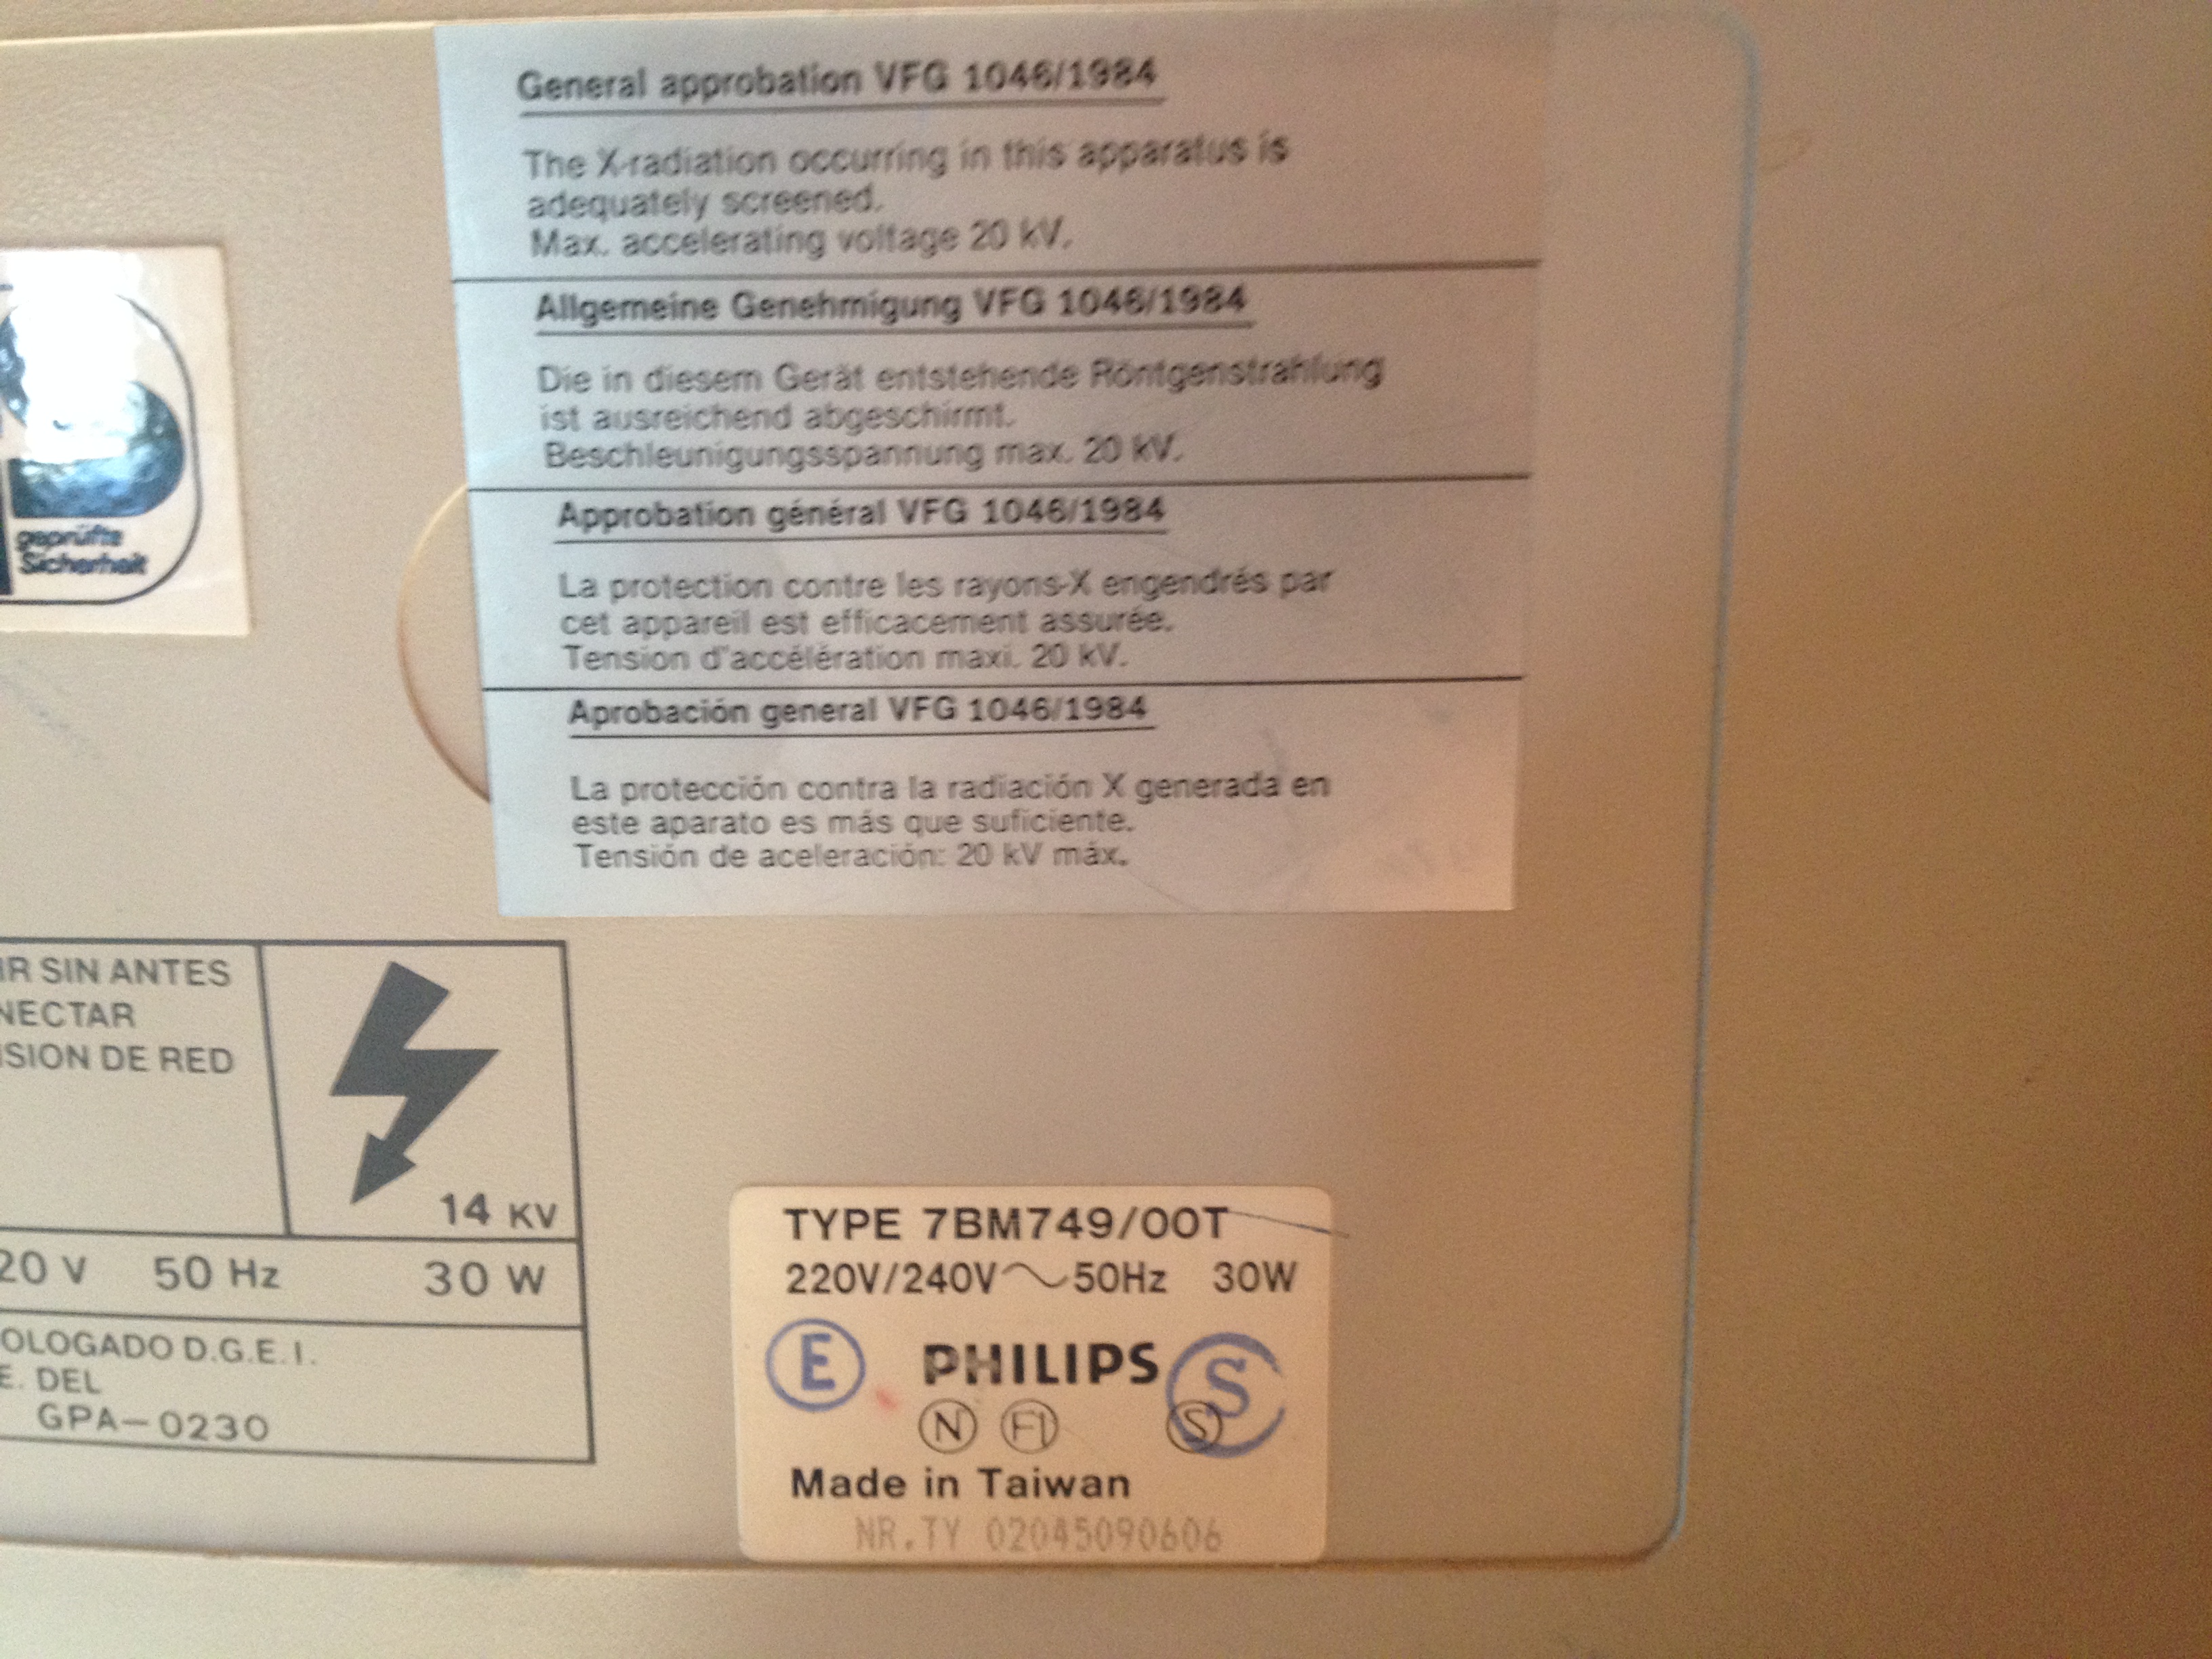 General approbation VFG 1046/1984
The X-radiation occurring in this apparatus is
adequately screened.
Max. accelerating voltage 20 kV.
Allgemeine Genehmigung VFG 1046/1984
Die in diesem Gerät entstehende Röntgenstrahlung
ist ausreichend abgeschirmt.
Beschleunigungsspannung max. 20 kV.
Approbation général VFG 1046/1984
La protection contre les rayons-X engendrés par
cet appareil est efficacement assurée.
Tension d'accélération maxi. 20 kV.
Aprobación general VFG 1046/1984
La protección contra la radiación X generada en
este aparato es más que suficiente.
Tensión de aceleración: 20 kV máx.
geprüfte
Sicherheit
IR SIN ANTES
NECTAR
SION DE RED
14 KV
20 V 50 Hz 30 W
OLOGADO D.G.E.I.
E. DEL
GPA-0230
TYPE 7BM749/00T
220V/240V~50Hz 30W
E PHILIPS S
N FI S
Made in Taiwan
NR.TY 02045090606